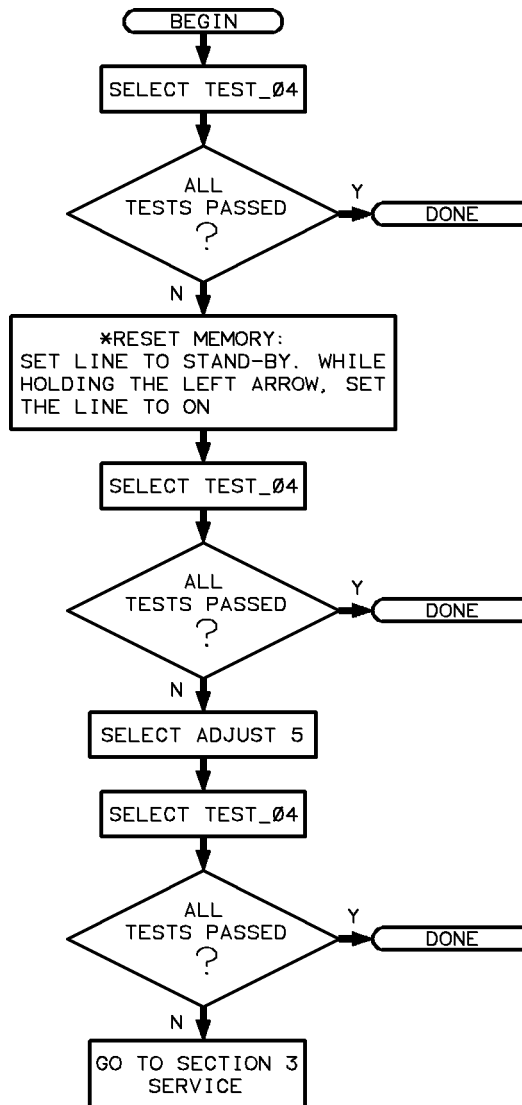 BEGIN
SELECT TEST_Ø4
ALL
TESTS PASSED
?
Y
DONE
N
*RESET MEMORY:
SET LINE TO STAND-BY. WHILE
HOLDING THE LEFT ARROW, SET
THE LINE TO ON
SELECT TEST_Ø4
ALL
TESTS PASSED
?
Y
DONE
N
SELECT ADJUST 5
SELECT TEST_Ø4
ALL
TESTS PASSED
?
Y
DONE
N
GO TO SECTION 3
SERVICE